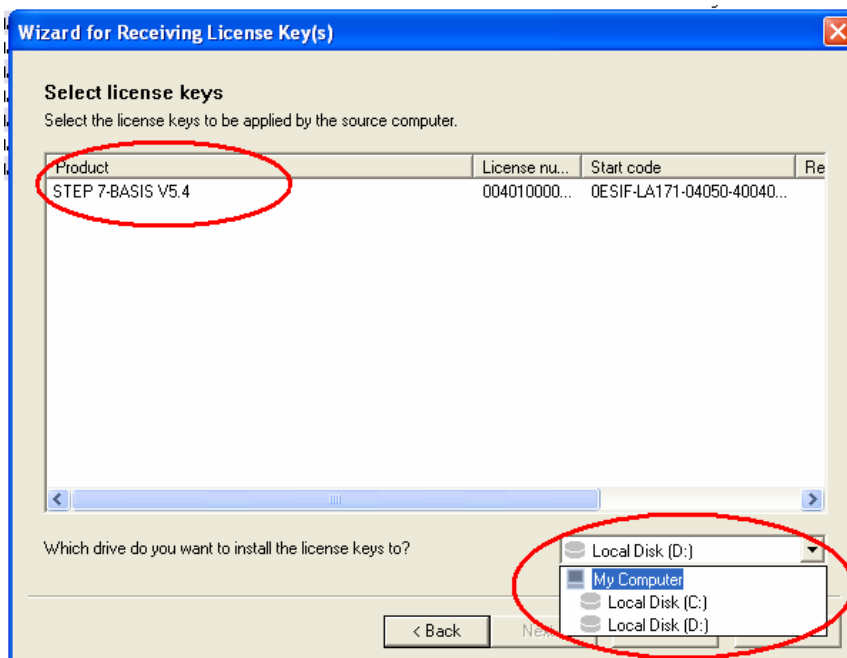 Wizard for Receiving License Key(s)
Select license keys
Select the license keys to be applied by the source computer.
Product License nu... Start code Re
STEP 7-BASIS V5.4 004010000... 0ESIF-LA171-04050-40040...
Which drive do you want to install the license keys to? Local Disk (D:)
My Computer
Local Disk (C:)
Local Disk (D:)
< Back